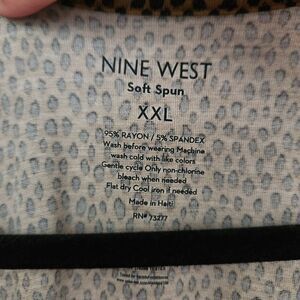 NINE WEST
Soft Spun
XXL
95% RAYON / 5% SPANDEX
Wash before wearing Machine
wash cold with like colors
Gentle cycle Only non-chlorine
bleach when needed
Flat dry Cool iron if needed
Made in Haiti
RN# 73277